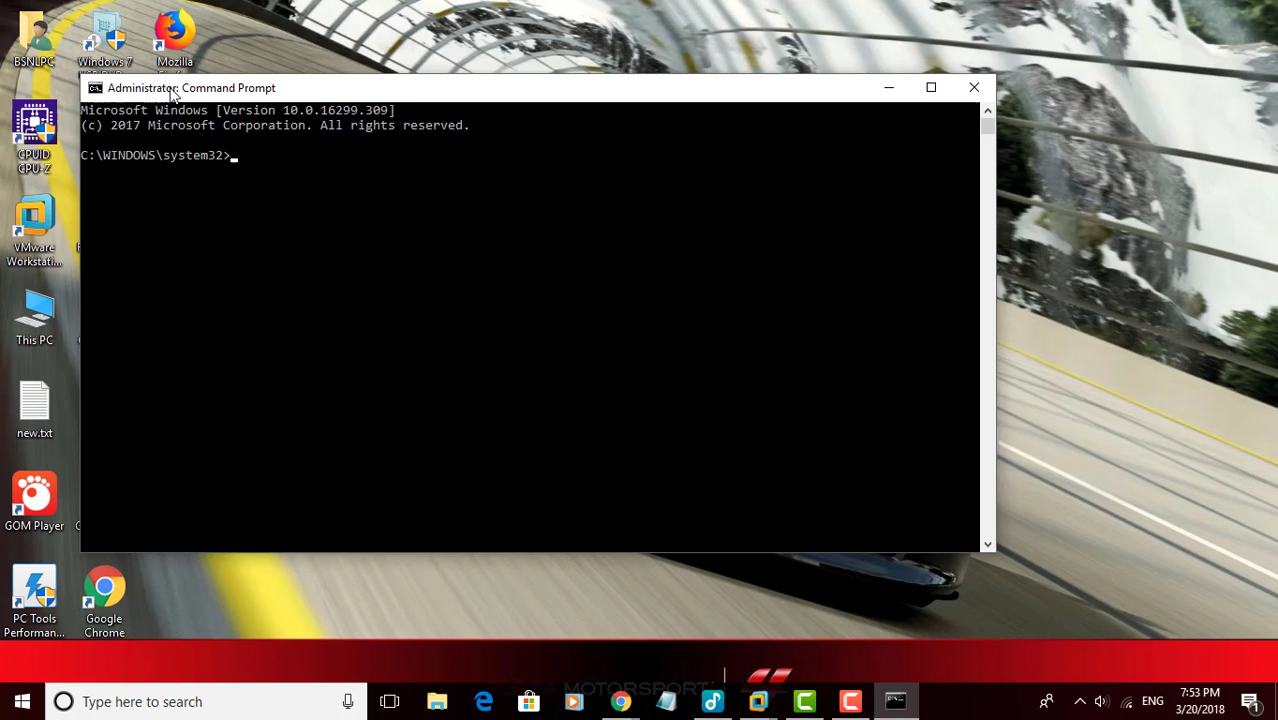 BSNLPC
Windows 7
Mozilla
Administrator: Command Prompt
Microsoft Windows [Version 10.0.16299.309]
(c) 2017 Microsoft Corporation. All rights reserved.
C:\WINDOWS\system32>
CPUID
CPU-Z
VMware
Workstati...
This PC
new.txt
GOM Player
PC Tools
Performan...
Google
Chrome
MOTORSPORT
Type here to search
ENG
7:53 PM
3/20/2018
1